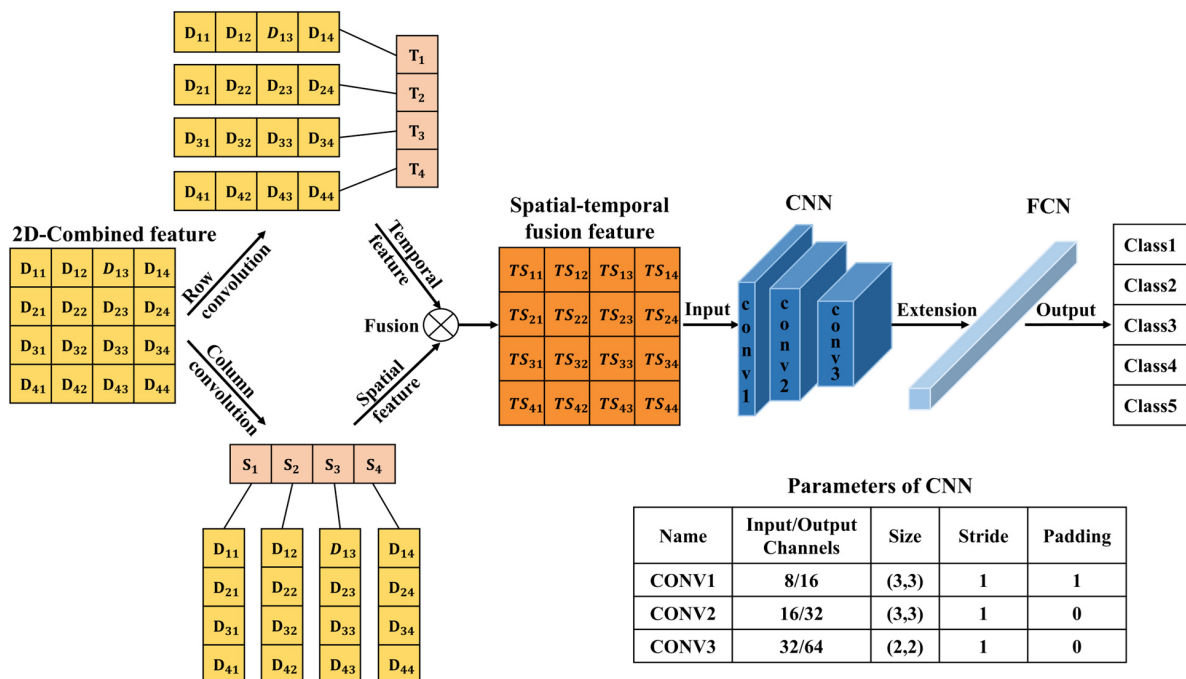 D₁₁ D₁₂ D₁₃ D₁₄
D₂₁ D₂₂ D₂₃ D₂₄
D₃₁ D₃₂ D₃₃ D₃₄
D₄₁ D₄₂ D₄₃ D₄₄
T₁
T₂
T₃
T₄
2D-Combined feature
D₁₁ D₁₂ D₁₃ D₁₄
D₂₁ D₂₂ D₂₃ D₂₄
D₃₁ D₃₂ D₃₃ D₃₄
D₄₁ D₄₂ D₄₃ D₄₄
Row
convolution
Column
convolution
Temporal
feature
Fusion
Spatial
feature
S₁ S₂ S₃ S₄
D₁₁ D₁₂ D₁₃ D₁₄
D₂₁ D₂₂ D₂₃ D₂₄
D₃₁ D₃₂ D₃₃ D₃₄
D₄₁ D₄₂ D₄₃ D₄₄
Spatial-temporal
fusion feature
TS₁₁ TS₁₂ TS₁₃ TS₁₄
TS₂₁ TS₂₂ TS₂₃ TS₂₄
TS₃₁ TS₃₂ TS₃₃ TS₃₄
TS₄₁ TS₄₂ TS₄₃ TS₄₄
Input
CNN
conv1
conv2
conv3
Extension
FCN
Output
Class1
Class2
Class3
Class4
Class5
Parameters of CNN
Name Input/Output Channels Size Stride Padding
CONV1 8/16 (3,3) 1 1
CONV2 16/32 (3,3) 1 0
CONV3 32/64 (2,2) 1 0